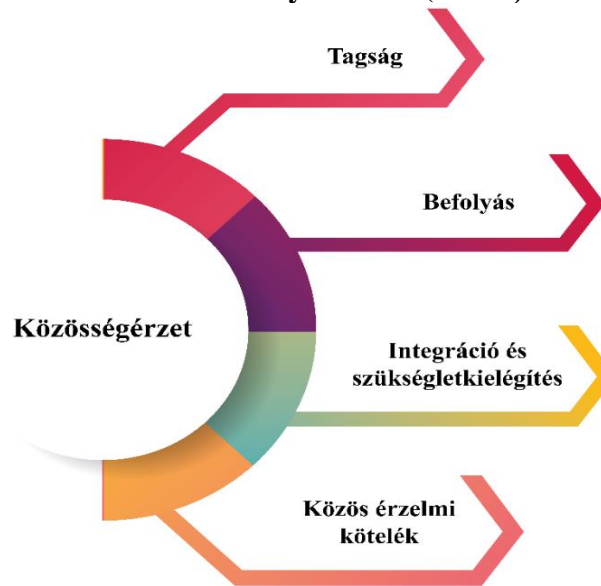 Tagság
Befolyás
Közösségérzet
Integráció és
szükségletkielégítés
Közös érzelmi
kötelék